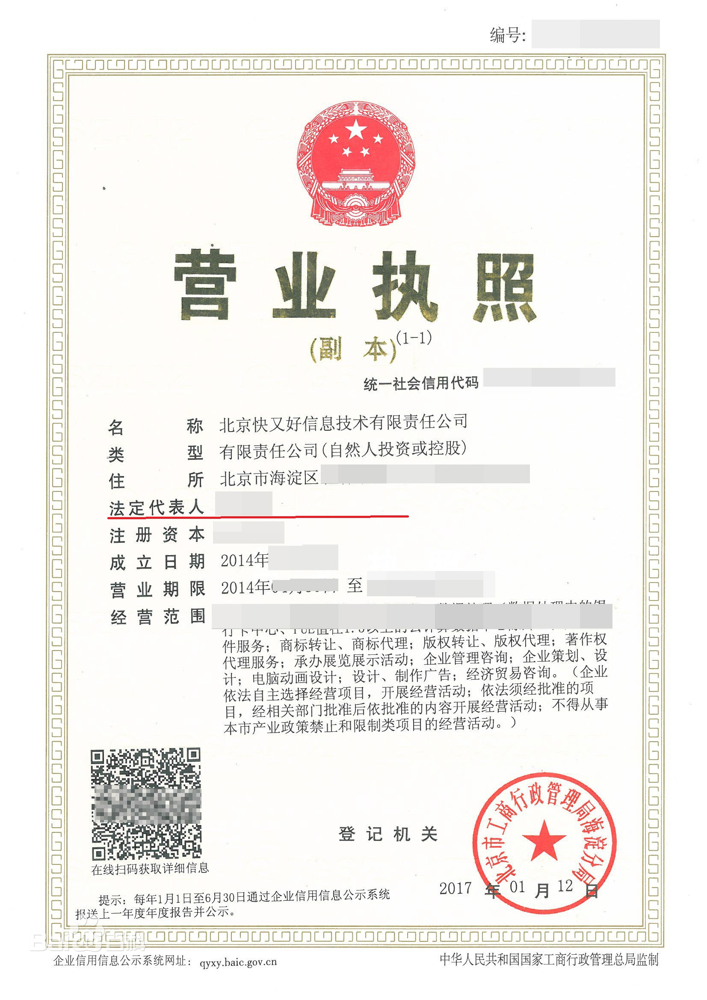 编号:
营业执照
(副 本)(1-1)
统一社会信用代码
名 称 北京快又好信息技术有限责任公司
类 型 有限责任公司(自然人投资或控股)
住 所 北京市海淀区
法定代表人
注 册 资 本
成 立 日 期 2014年
营 业 期 限 2014年 至
经 营 范 围
件服务；商标转让、商标代理；版权转让、版权代理；著作权
代理服务；承办展览展示活动；企业管理咨询；企业策划、设
计；电脑动画设计；设计、制作广告；经济贸易咨询。（企业
依法自主选择经营项目，开展经营活动；依法须经批准的项
目，经相关部门批准后依批准的内容开展经营活动；不得从事
本市产业政策禁止和限制类项目的经营活动。）
在线扫码获取详细信息
登 记 机 关
北京市工商行政管理局海淀分局
2017 年 01 月 12 日
提示：每年1月1日至6月30日通过企业信用信息公示系统
报送上一年度年度报告并公示。
Baidu百科
企业信用信息公示系统网址：qyxy.baic.gov.cn
中华人民共和国国家工商行政管理总局监制